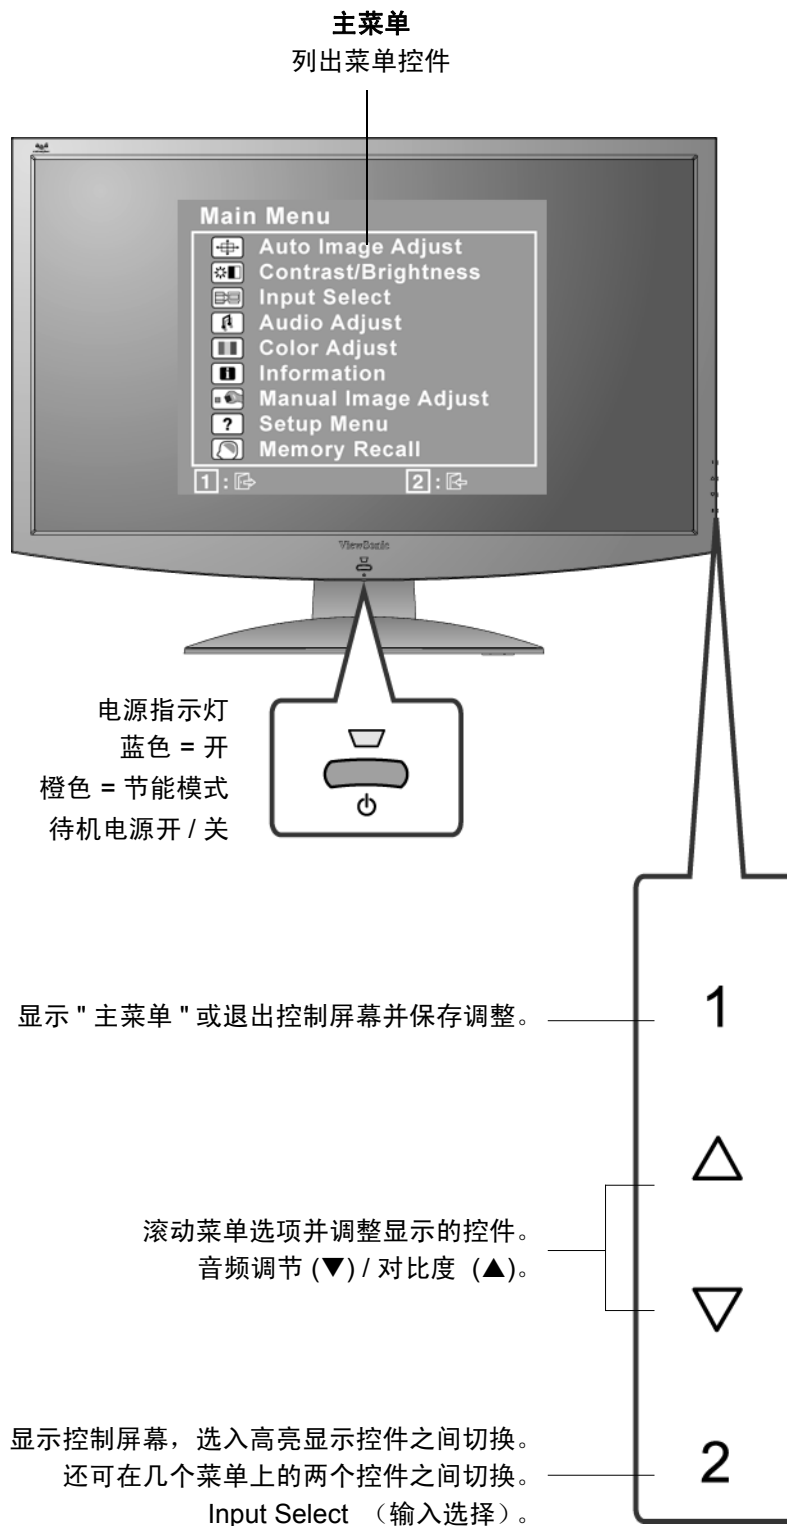 主菜单
列出菜单控件
Main Menu
Auto Image Adjust
Contrast/Brightness
Input Select
Audio Adjust
Color Adjust
Information
Manual Image Adjust
? Setup Menu
Memory Recall
1 : 2 :
ViewSonic
电源指示灯
蓝色 = 开
橙色 = 节能模式
待机电源开 / 关
显示 " 主菜单 " 或退出控制屏幕并保存调整。
1
滚动菜单选项并调整显示的控件。
音频调节 (▼) / 对比度 (▲)。
显示控制屏幕，选入高亮显示控件之间切换。
还可在几个菜单上的两个控件之间切换。
Input Select （输入选择）。
2